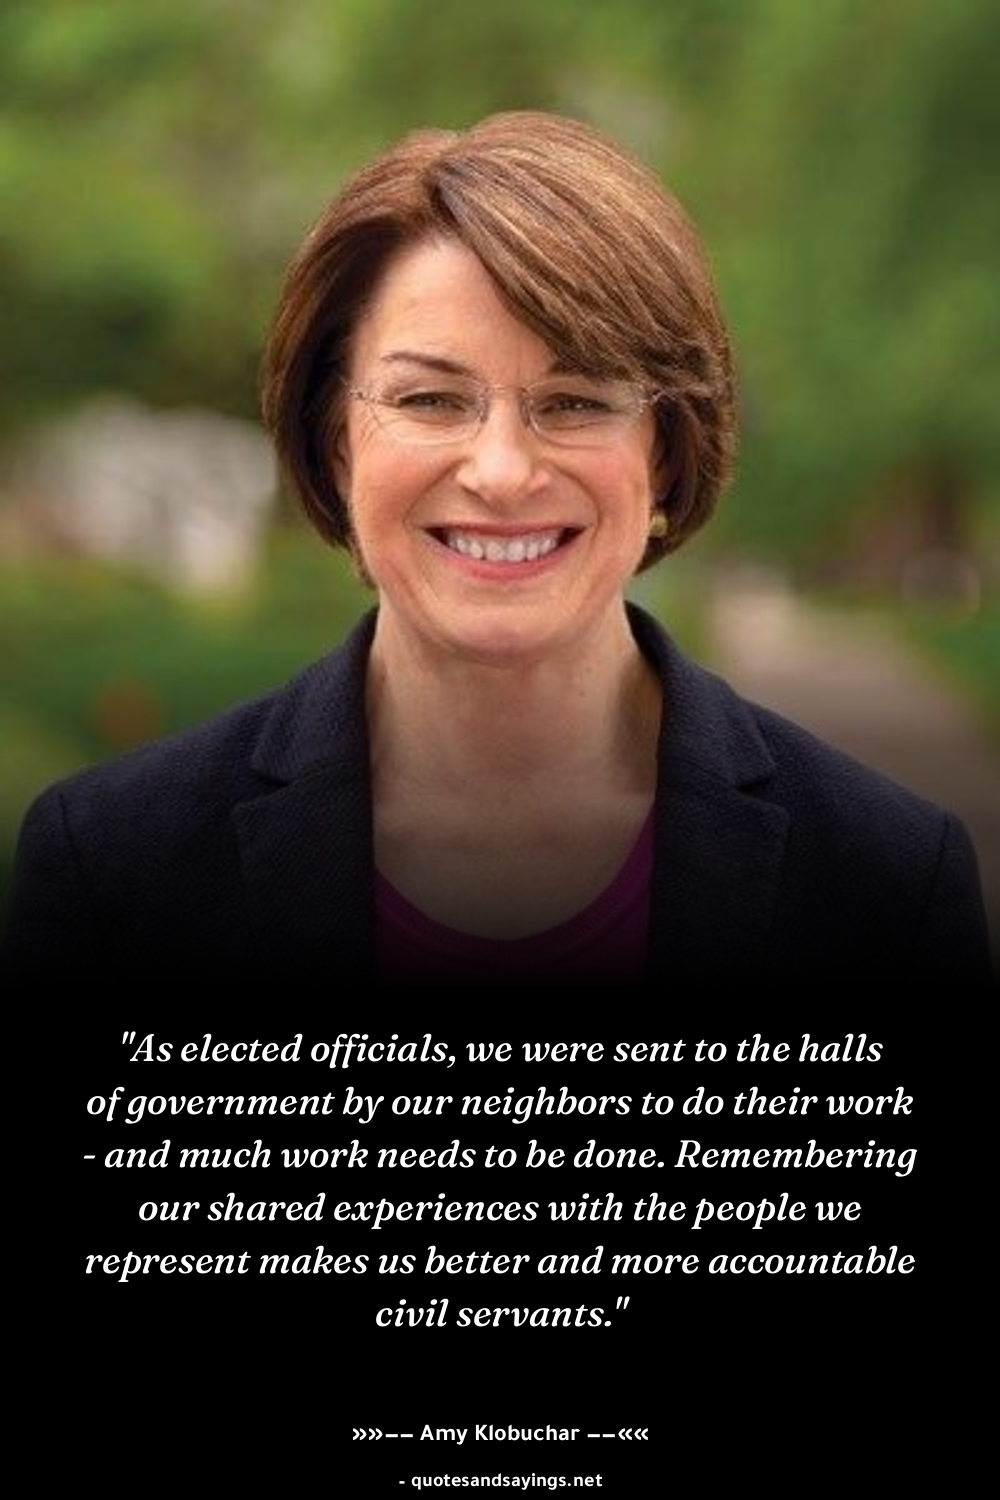 "As elected officials, we were sent to the halls
of government by our neighbors to do their work
- and much work needs to be done. Remembering
our shared experiences with the people we
represent makes us better and more accountable
civil servants."
»»–– Amy Klobuchar ––««
- quotesandsayings.net